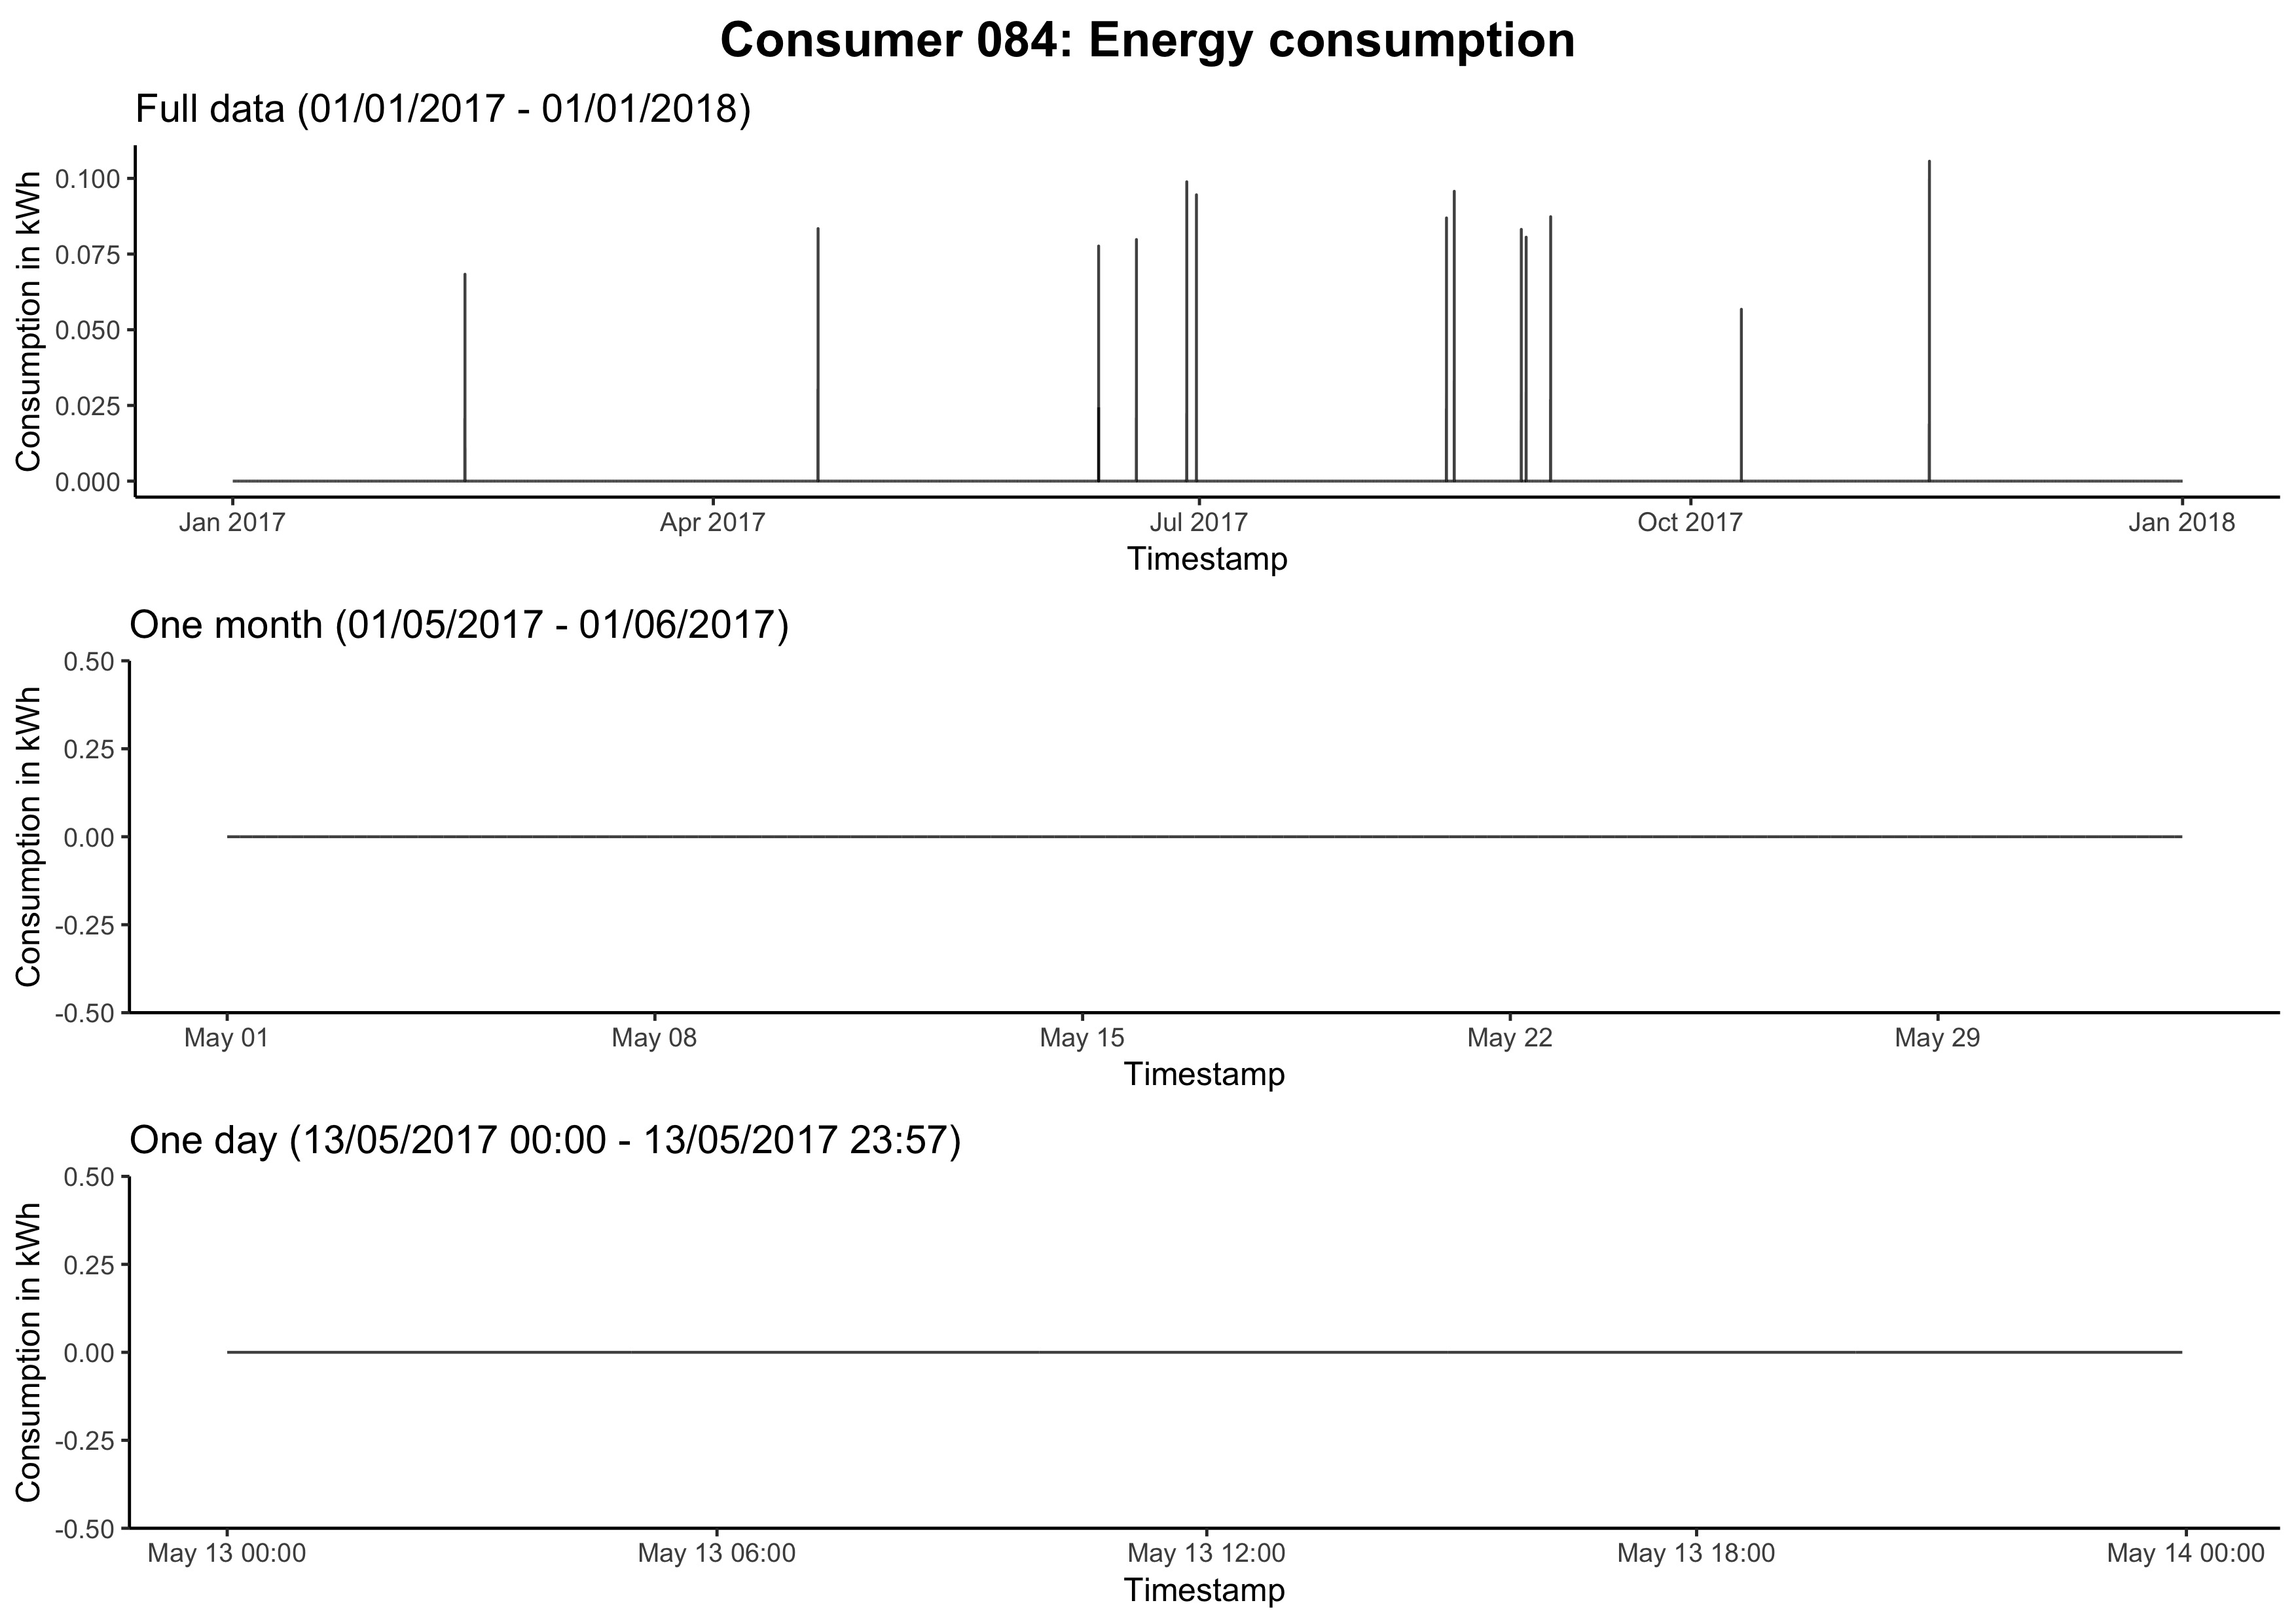 Consumer 084: Energy consumption
Full data (01/01/2017 - 01/01/2018)
Consumption in kWh
0.100
0.075
0.050
0.025
0.000
Jan 2017 Apr 2017 Jul 2017 Oct 2017 Jan 2018
Timestamp
One month (01/05/2017 - 01/06/2017)
Consumption in kWh
0.50
0.25
0.00
-0.25
-0.50
May 01 May 08 May 15 May 22 May 29
Timestamp
One day (13/05/2017 00:00 - 13/05/2017 23:57)
Consumption in kWh
0.50
0.25
0.00
-0.25
-0.50
May 13 00:00 May 13 06:00 May 13 12:00 May 13 18:00 May 14 00:00
Timestamp